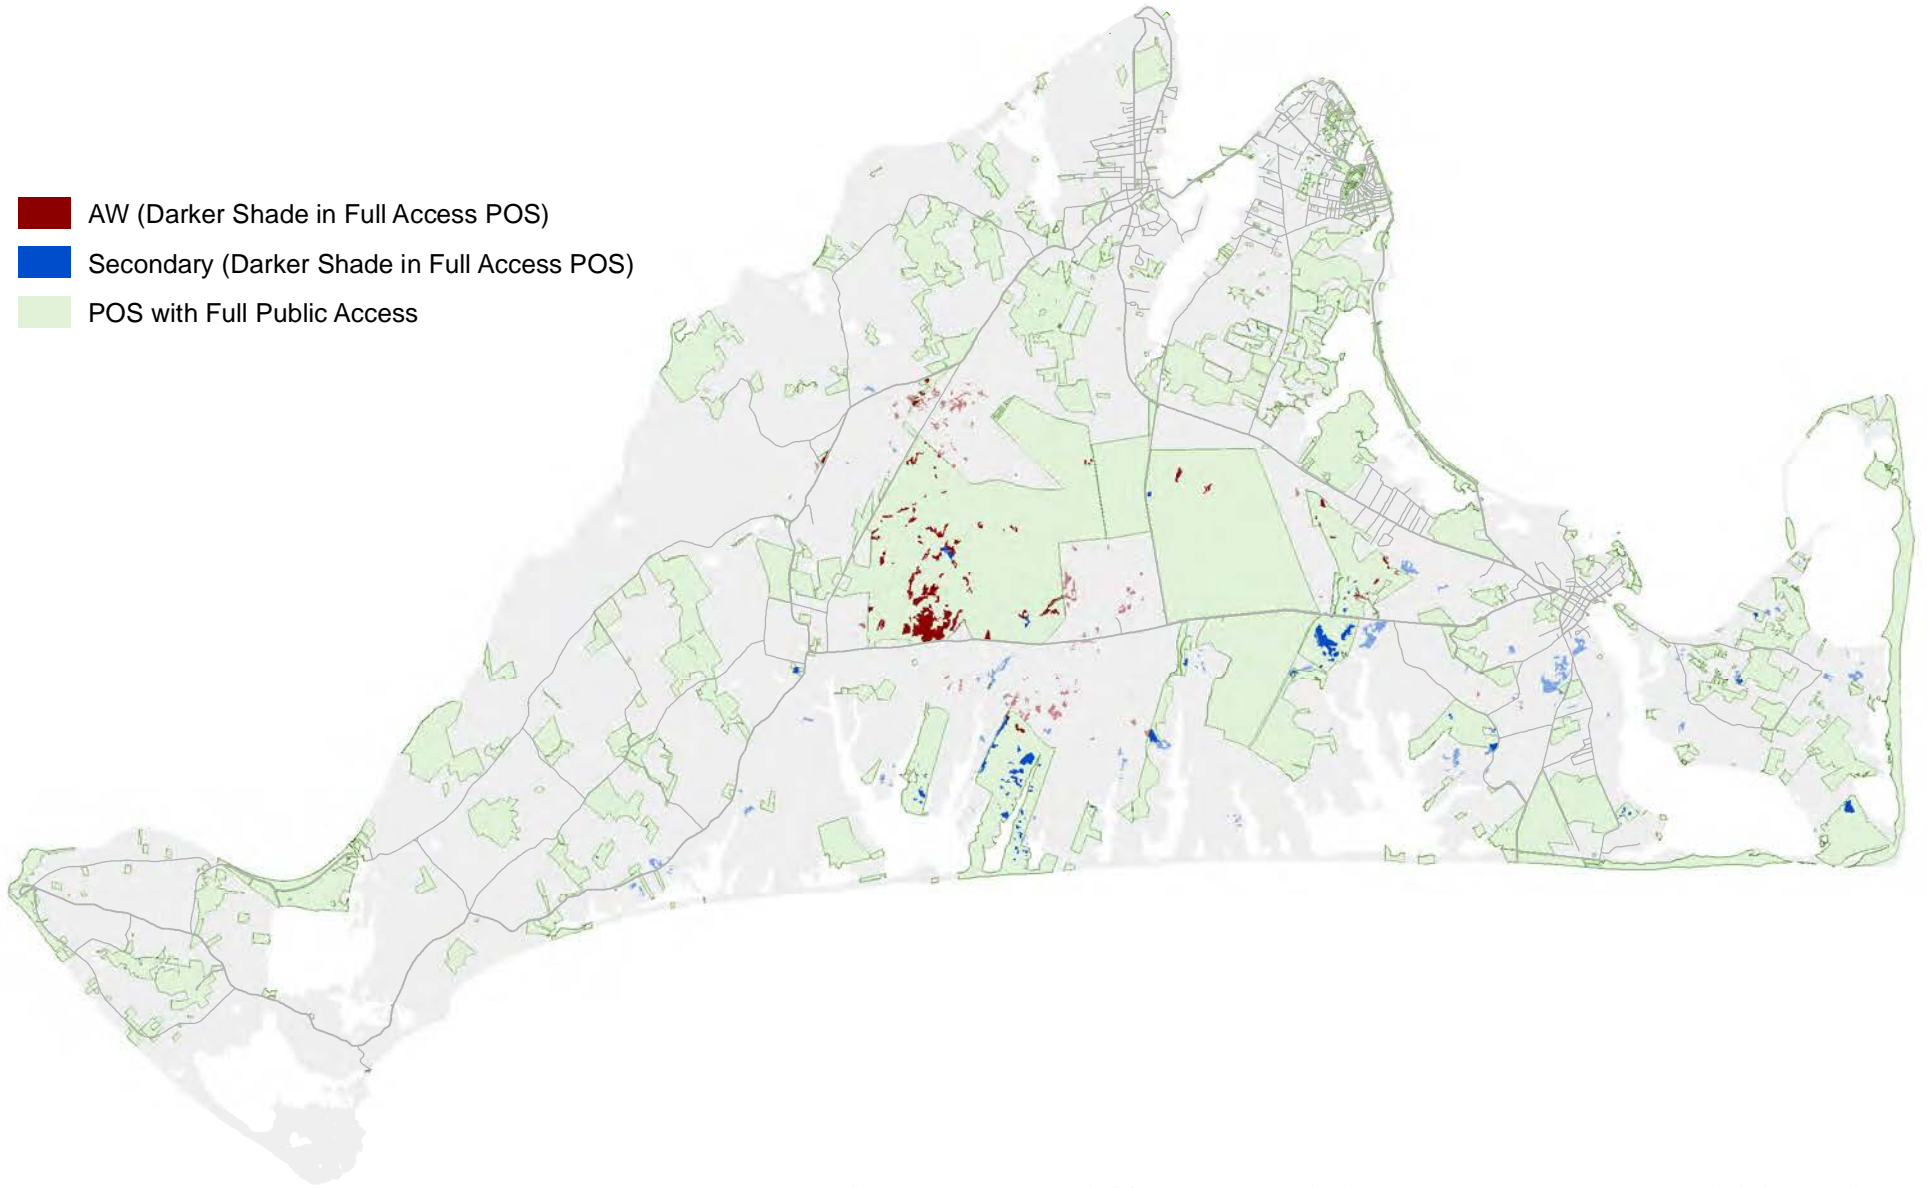 AW (Darker Shade in Full Access POS)
Secondary (Darker Shade in Full Access POS)
POS with Full Public Access